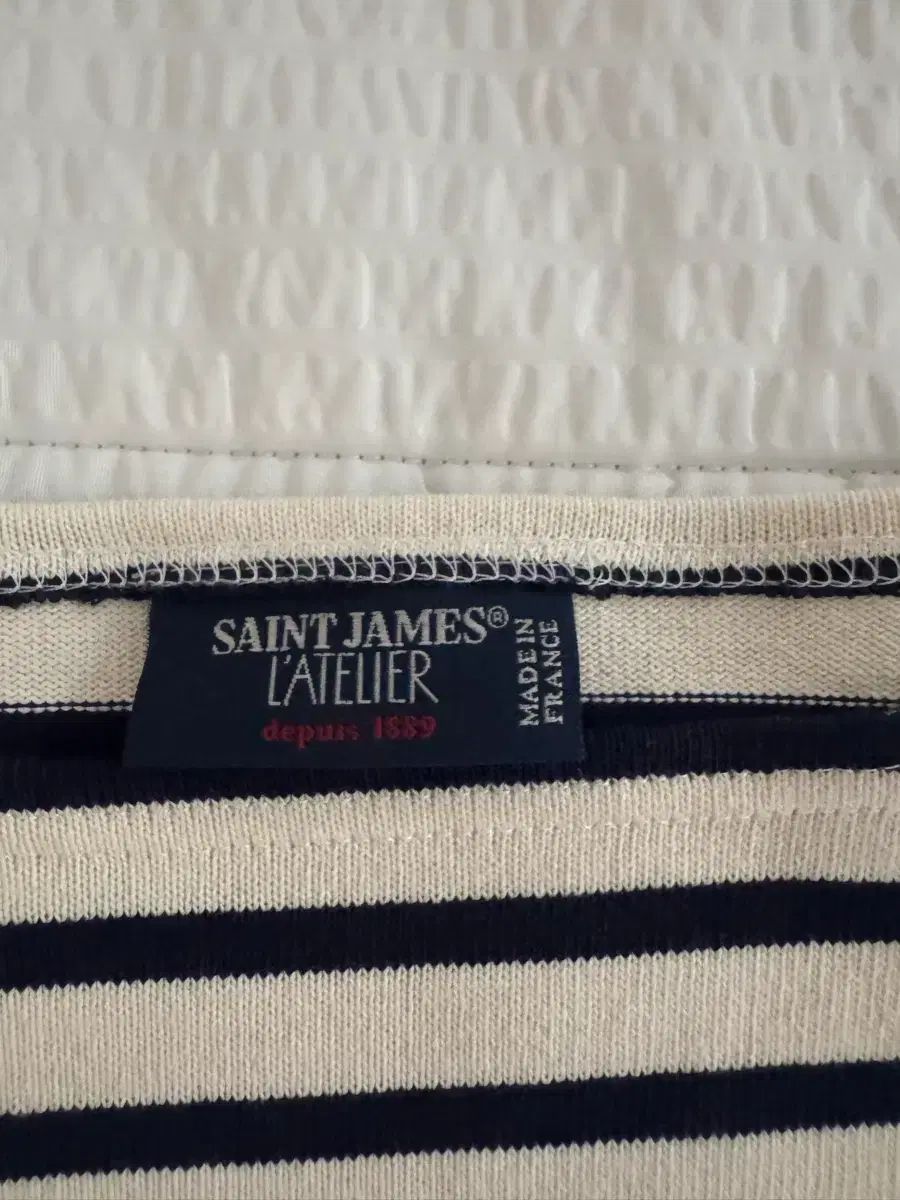 SAINT JAMES®
L'ATELIER
depuis 1889
MADE IN
FRANCE